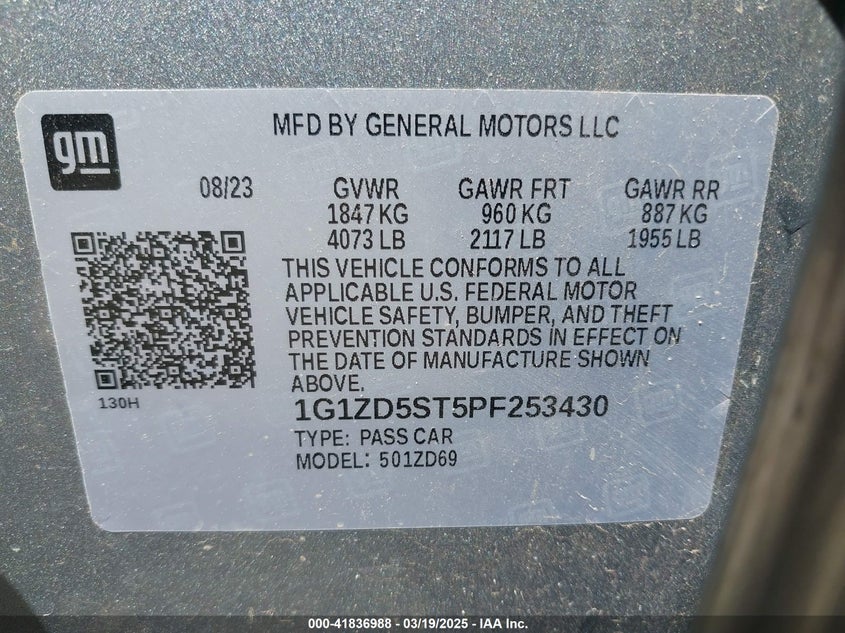 gm
MFD BY GENERAL MOTORS LLC
08/23 GVWR GAWR FRT GAWR RR
1847 KG 960 KG 887 KG
4073 LB 2117 LB 1955 LB
THIS VEHICLE CONFORMS TO ALL
APPLICABLE U.S. FEDERAL MOTOR
VEHICLE SAFETY, BUMPER, AND THEFT
PREVENTION STANDARDS IN EFFECT ON
THE DATE OF MANUFACTURE SHOWN
ABOVE.
130H
1G1ZD5ST5PF253430
TYPE: PASS CAR
MODEL: 501ZD69
000-41836988 - 03/19/2025 - IAA Inc.